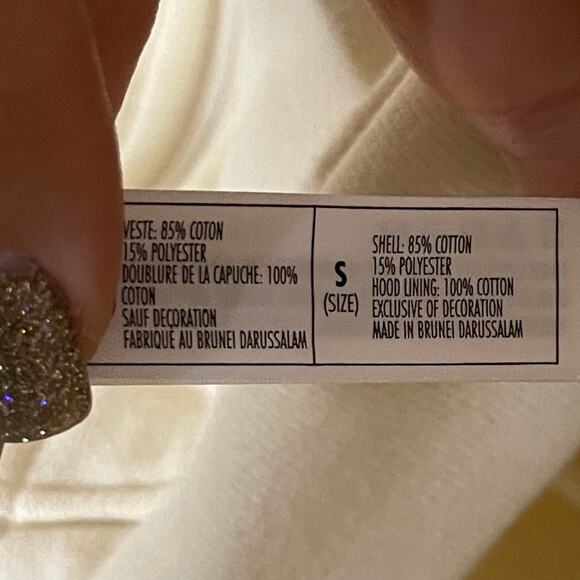 VESTE: 85% COTON
15% POLYESTER
DOUBLURE DE LA CAPUCHE: 100%
COTON
SAUF DECORATION
FABRIQUÉ AU BRUNEI DARUSSALAM
S
(SIZE)
SHELL: 85% COTTON
15% POLYESTER
HOOD LINING: 100% COTTON
EXCLUSIVE OF DECORATION
MADE IN BRUNEI DARUSSALAM